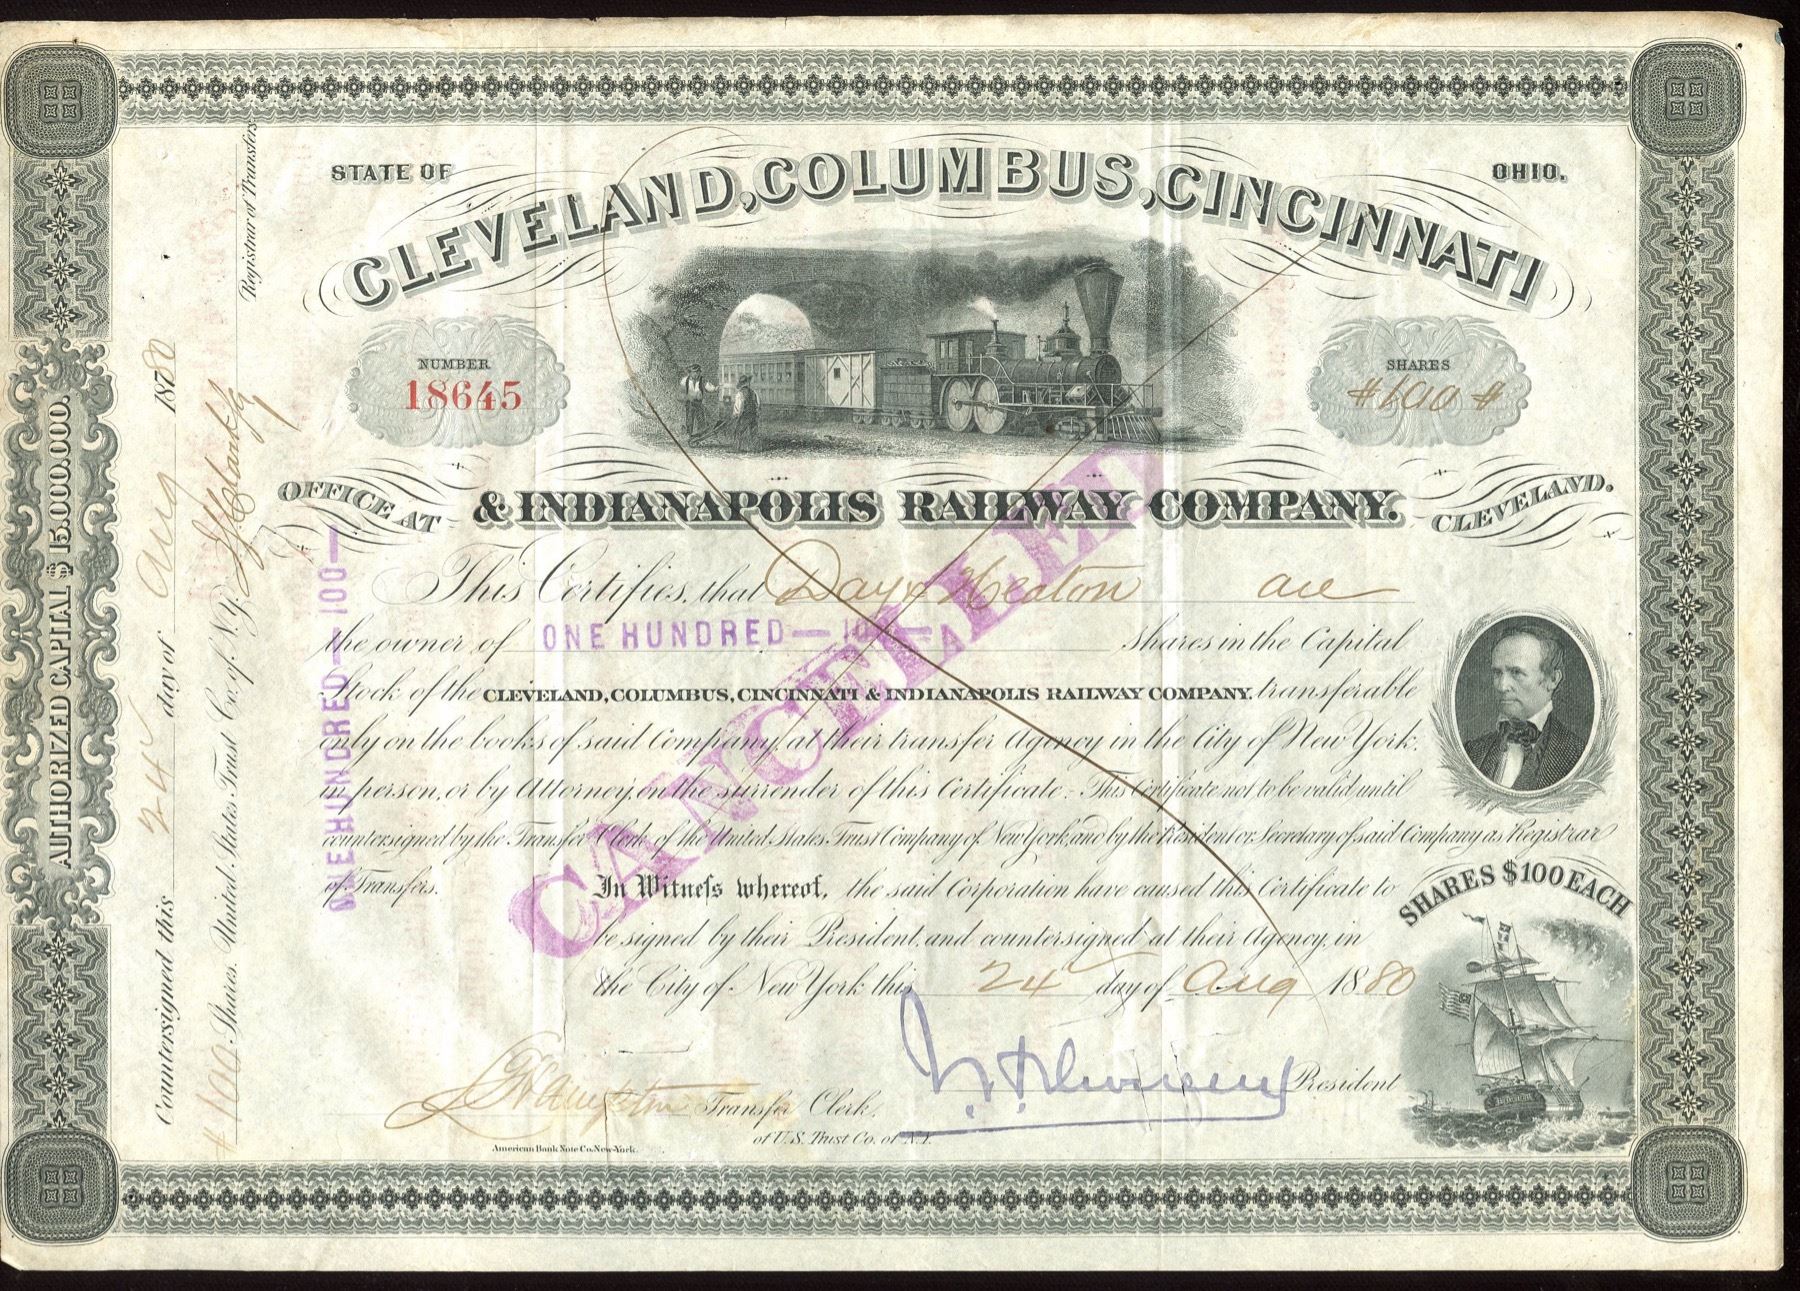 STATE OF
OHIO.
CLEVELAND, COLUMBUS, CINCINNATI
NUMBER
18645
SHARES
#100#
OFFICE AT
& INDIANAPOLIS RAILWAY COMPANY.
CLEVELAND.
This Certifies, that Day & Heaton are
the owner of ONE HUNDRED — 100 — shares in the Capital
Stock of the CLEVELAND, COLUMBUS, CINCINNATI & INDIANAPOLIS RAILWAY COMPANY. transferable
only on the books of said Company, at their transfer Agency in the City of New York,
in person, or by Attorney, on the surrender of this Certificate. This Certificate not to be valid until
countersigned by the Transfer Clerk of the United States Trust Company of New York, and by the President or Secretary of said Company as Registrar
of Transfers.
In Witness whereof, the said Corporation have caused this Certificate to
be signed by their President, and countersigned at their Agency, in
the City of New York this 24 day of Aug 1880
President
Transfer Clerk.
of U.S. Trust Co. of N.Y.
American Bank Note Co. New-York.
SHARES $100 EACH
CANCELLED
ONE HUNDRED — 100 —
AUTHORIZED CAPITAL $15.000.000.
Countersigned this 24 day of Aug 1880
#100 Shares. United States Trust Co. of N.Y.
Registrar of Transfers